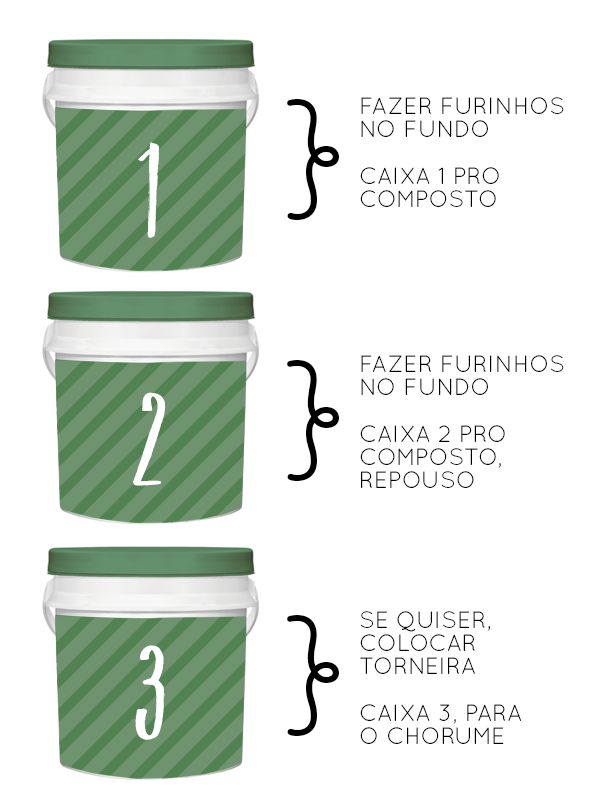 1
FAZER FURINHOS
NO FUNDO
CAIXA 1 PRO
COMPOSTO
2
FAZER FURINHOS
NO FUNDO
CAIXA 2 PRO
COMPOSTO,
REPOUSO
3
SE QUISER,
COLOCAR
TORNEIRA
CAIXA 3, PARA
O CHORUME